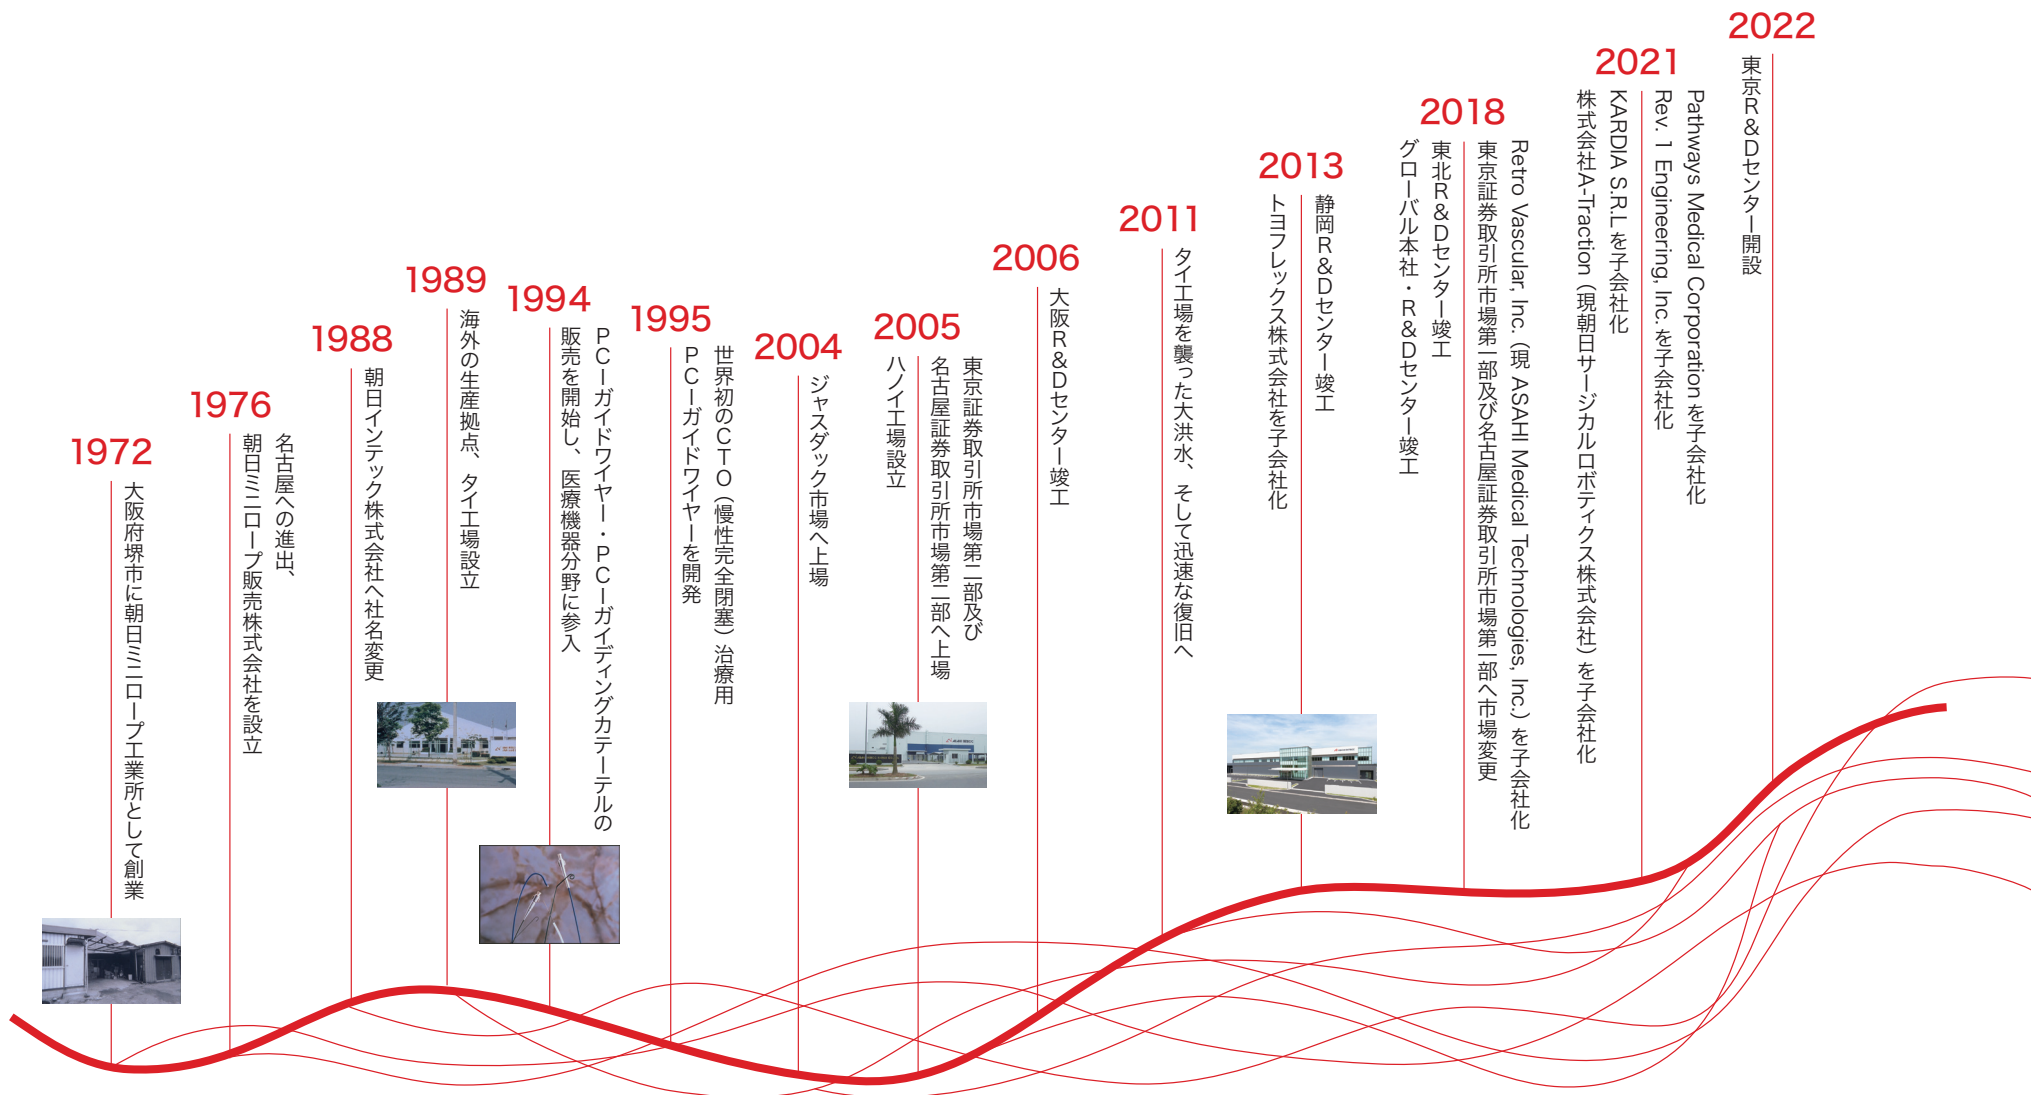 1972
大阪府堺市に朝日ミニロープ工業所として創業
1976
名古屋への進出、
朝日ミニロープ販売株式会社を設立
1988
朝日インテック株式会社へ社名変更
1989
海外の生産拠点、タイ工場設立
1994
PCIガイドワイヤー・PCIガイディングカテーテルの
販売を開始し、医療機器分野に参入
1995
世界初のCTO（慢性完全閉塞）治療用
PCIガイドワイヤーを開発
2004
ジャスダック市場へ上場
2005
東京証券取引所市場第二部及び
名古屋証券取引所市場第二部へ上場
ハノイ工場設立
2006
大阪R&Dセンター竣工
2011
タイ工場を襲った大洪水、そして迅速な復旧へ
2013
静岡R&Dセンター竣工
トヨフレックス株式会社を子会社化
2018
Retro Vascular, Inc.（現 ASAHI Medical Technologies, Inc.）を子会社化
東京証券取引所市場第一部及び名古屋証券取引所市場第一部へ市場変更
東北R&Dセンター竣工
グローバル本社・R&Dセンター竣工
2021
Pathways Medical Corporation を子会社化
Rev. 1 Engineering, Inc. を子会社化
KARDIA S.R.L を子会社化
株式会社A-Traction（現朝日サージカルロボティクス株式会社）を子会社化
2022
東京R&Dセンター開設